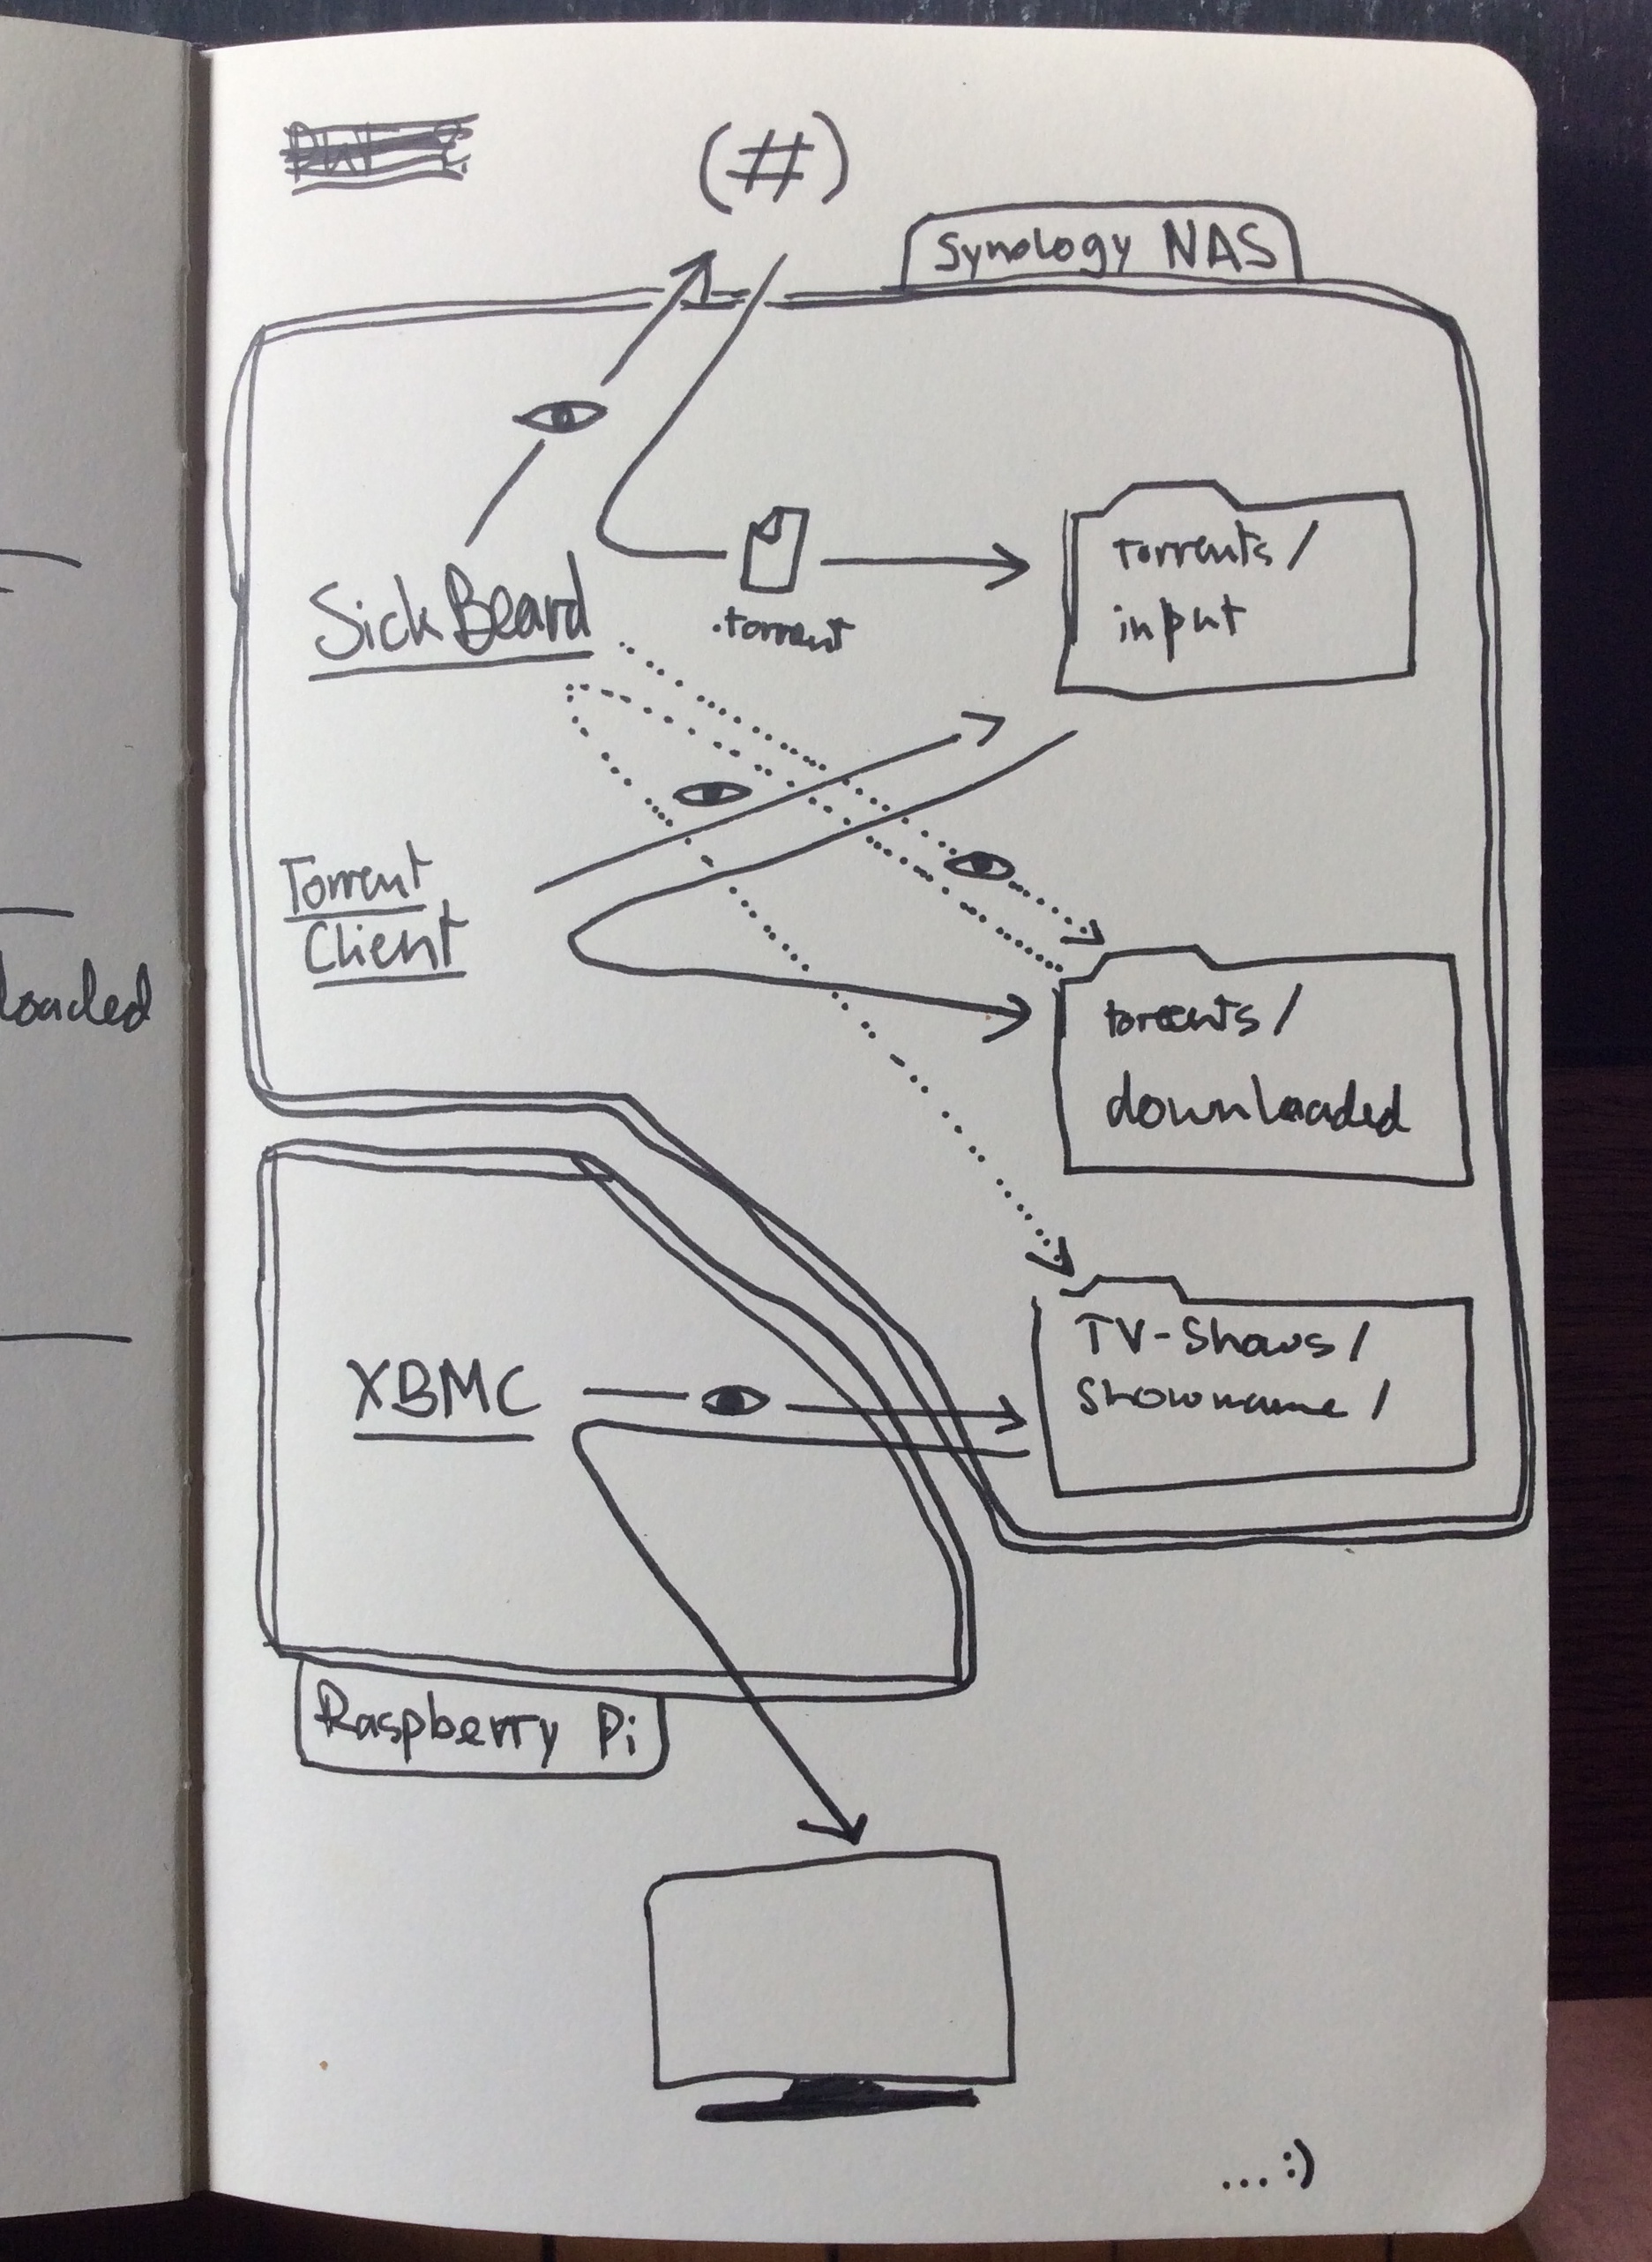 (#)
Synology NAS
SickBeard
.torrent
torrents/
input
Torrent
Client
loaded
torrents/
downloaded
TV-Shows/
showname/
XBMC
Raspberry Pi
...:)